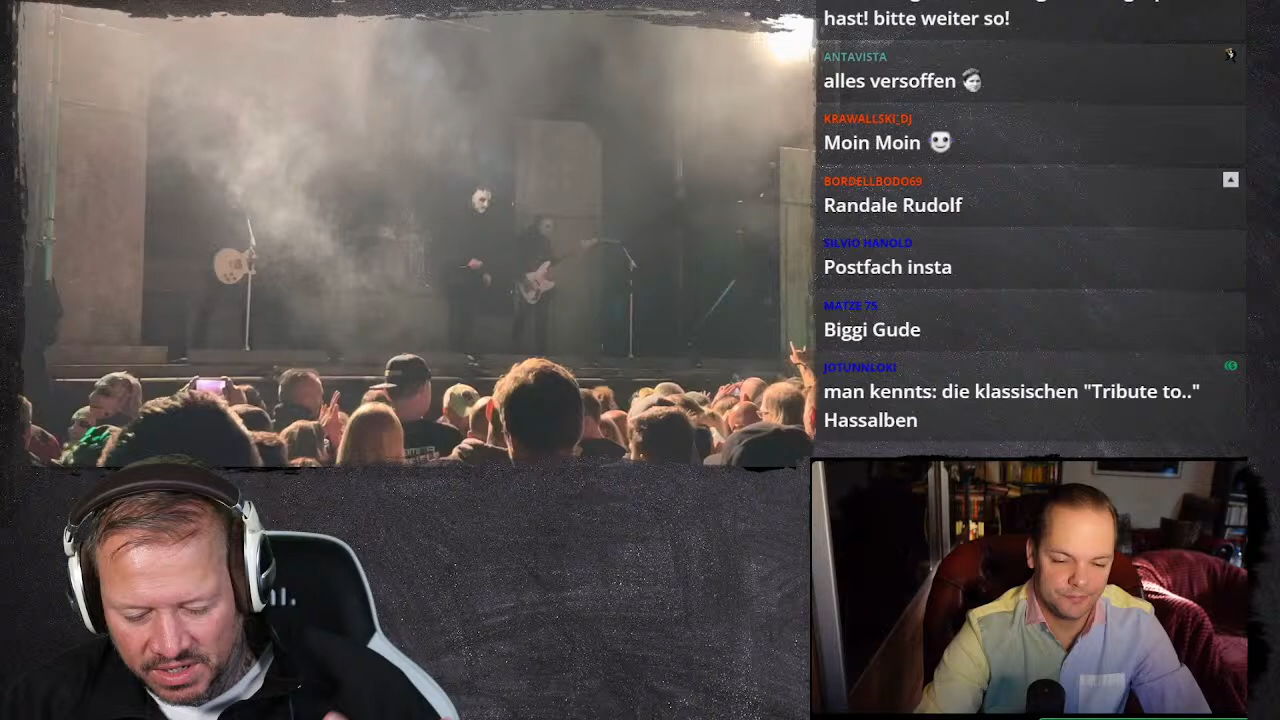 hast! bitte weiter so!
ANTAVISTA
alles versoffen
KRAWALLSKI_DJ
Moin Moin
BORDELLBODO69
Randale Rudolf
SILVIO HANOLD
Postfach insta
MATZE 75
Biggi Gude
JOTUNNLOKI
man kennts: die klassischen "Tribute to.."
Hassalben